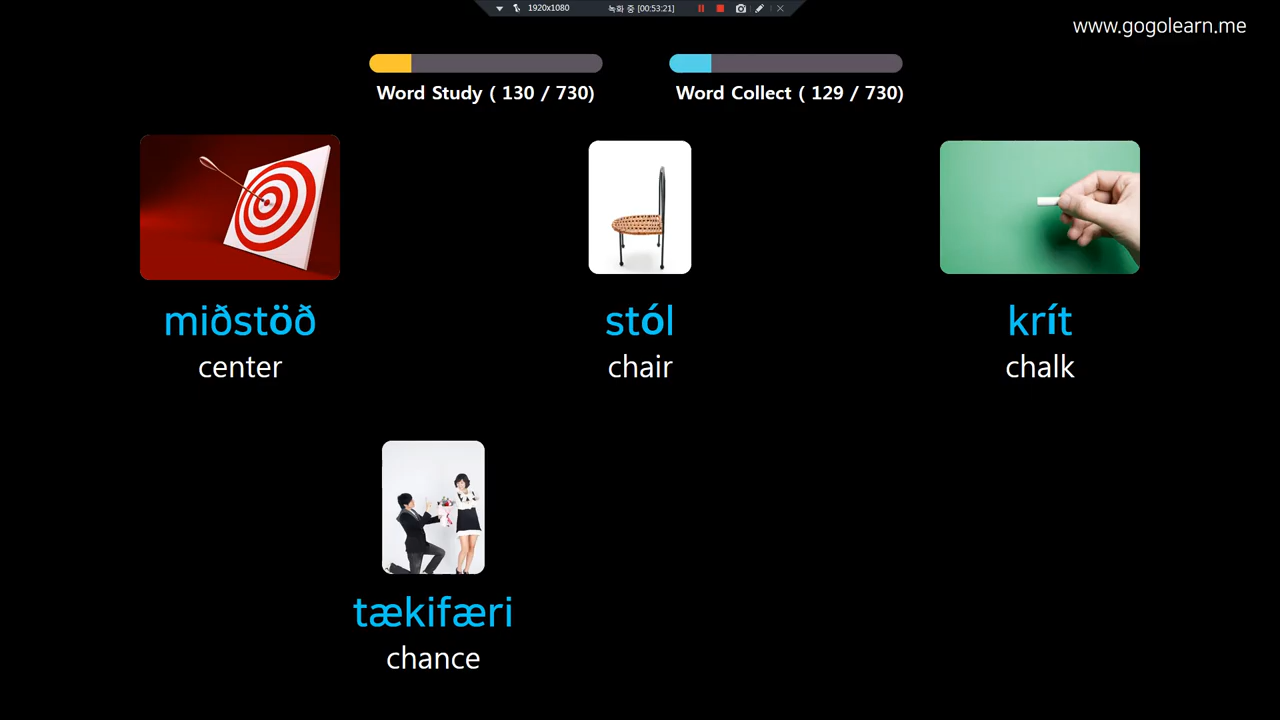 1920x1080 녹화 중 [00:53:21]
www.gogolearn.me
Word Study ( 130 / 730) Word Collect ( 129 / 730)
miðstöð stól krít
center chair chalk
tækifæri
chance